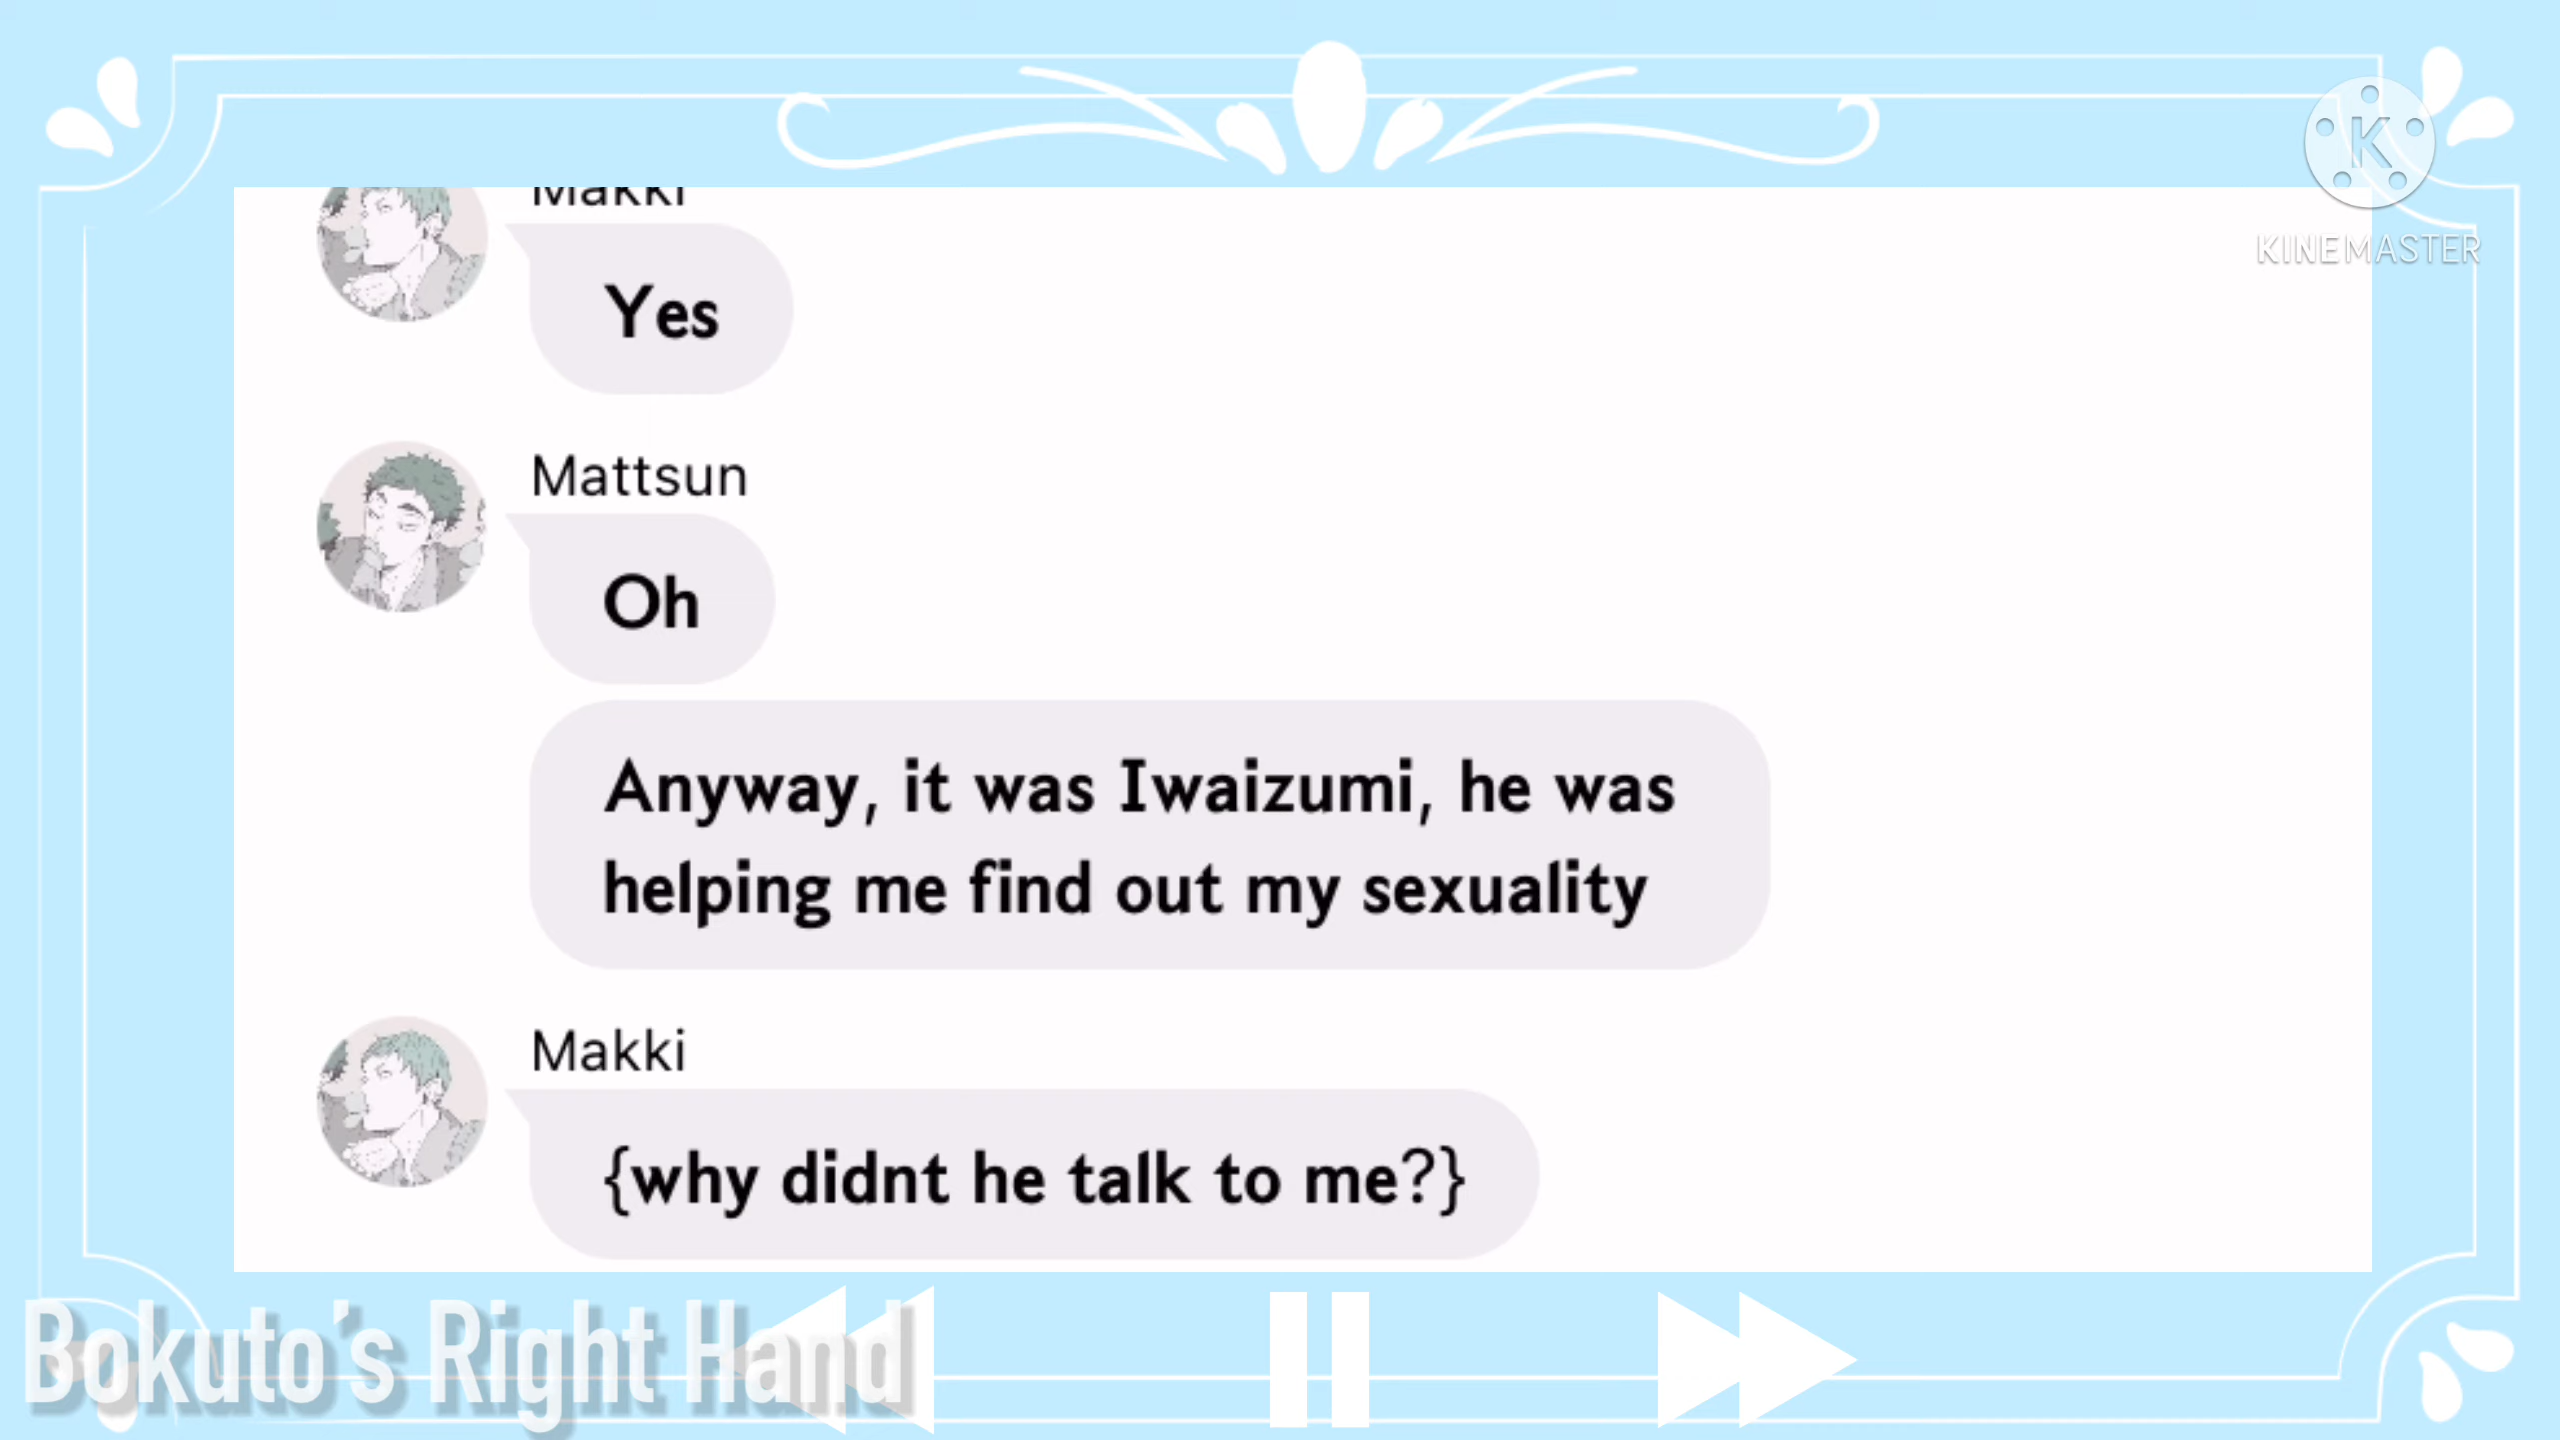 Makki
K
KINEMASTER
Yes
Mattsun
Oh
Anyway, it was Iwaizumi, he was
helping me find out my sexuality
Makki
{why didnt he talk to me?}
Bokuto's Right Hand